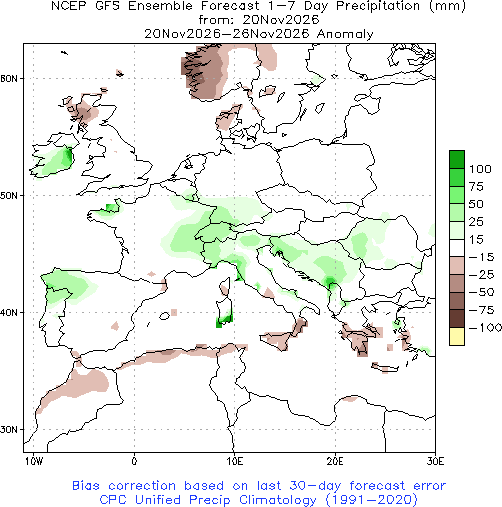 NCEP GFS Ensemble Forecast 1-7 Day Precipitation (mm)
from: 20Nov2026
20Nov2026-26Nov2026 Anomaly
60N
50N
40N
30N
10W
0
10E
20E
30E
100
75
50
25
15
-15
-25
-50
-75
-100
Bias correction based on last 30-day forecast error
CPC Unified Precip Climatology (1991-2020)